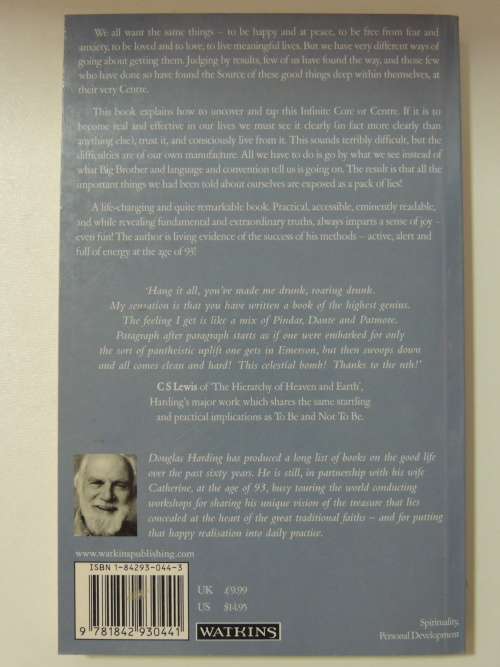 We all want the same things – to be happy and at peace, to be free from fear and
anxiety, to be loved and to love, to live meaningful lives. But we have very different ways of
going about getting them. Judging by results, few of us have found the way, and those few
who have done so have found the Source of these good things deep within themselves, at
their very Centre.
This book explains how to uncover and tap this Infinite Core or Centre. If it is to
become real and effective in our lives we must see it clearly (in fact more clearly than
anything else), trust it, and consciously live from it. This sounds terribly difficult, but the
difficulties are of our own manufacture. All we have to do is go by what we see instead of
what Big Brother and language and convention tell us is going on. The result is that all the
important things we had been told about ourselves are exposed as a pack of lies!
A life-changing and quite remarkable book. Practical, accessible, eminently readable,
and while revealing fundamental and extraordinary truths, always imparts a sense of joy –
even fun! The author is living evidence of the success of his methods – active, alert and
full of energy at the age of 93!
'Hang it all, you've made me drunk, roaring drunk.
My sensation is that you have written a book of the highest genius.
The feeling I get is like a mix of Pindar, Dante and Patmore.
Paragraph after paragraph starts as if one were embarked for only
the sort of pantheistic uplift one gets in Emerson, but then swoops down
and all comes clean and hard! This celestial bomb! Thanks to the nth!'
C S Lewis of 'The Hierarchy of Heaven and Earth',
Harding's major work which shares the same startling
and practical implications as To Be and Not To Be.
Douglas Harding has produced a long list of books on the good life
over the past sixty years. He is still, in partnership with his wife
Catherine, at the age of 93, busy touring the world conducting
workshops for sharing his unique vision of the treasure that lies
concealed at the heart of the great traditional faiths – and for putting
that happy realisation into daily practice.
www.watkinspublishing.com
ISBN 1-84293-044-3
9 781842 930441
UK £9.99
US $14.95
WATKINS
Spirituality,
Personal Development